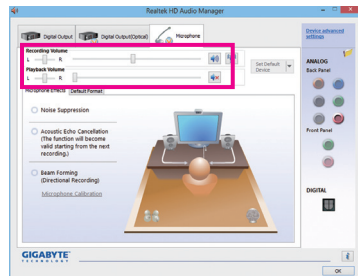 Realtek HD Audio Manager
Digital Output
Digital Output(Optical)
Microphone
Device advanced settings
Recording Volume
L R
Set Default Device
Playback Volume
L R
Microphone Effects
Default Format
Noise Suppression
Acoustic Echo Cancellation
(The function will become
valid starting from the next
recording.)
Beam Forming
(Directional Recording)
Microphone Calibration
ANALOG
Back Panel
Front Panel
DIGITAL
GIGABYTE
TECHNOLOGY
i
OK